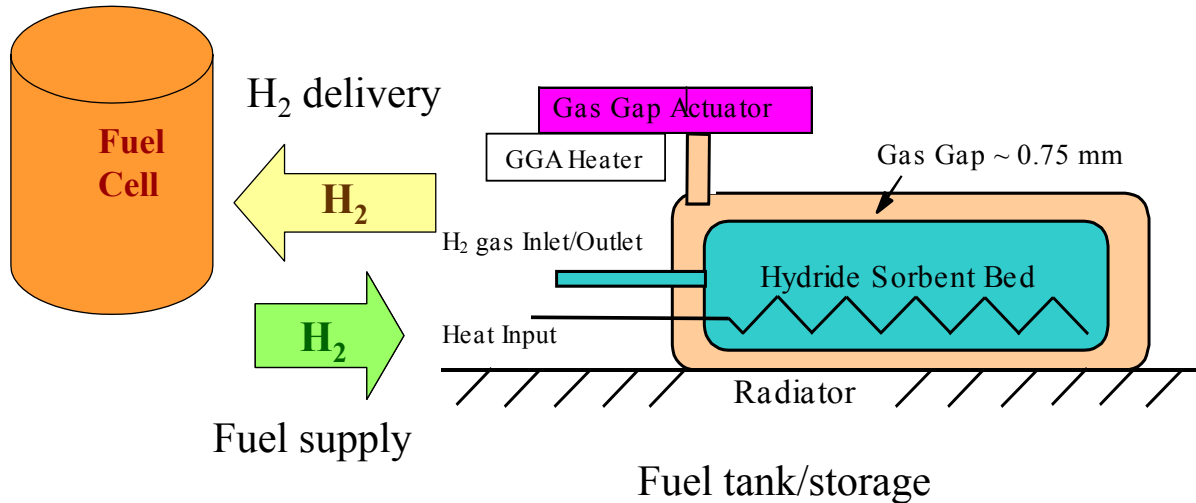 H₂ delivery
Fuel
Cell
H₂
H₂
Fuel supply
Gas Gap Actuator
GGA Heater
Gas Gap ~ 0.75 mm
H₂ gas Inlet/Outlet
Hydride Sorbent Bed
Heat Input
Radiator
Fuel tank/storage